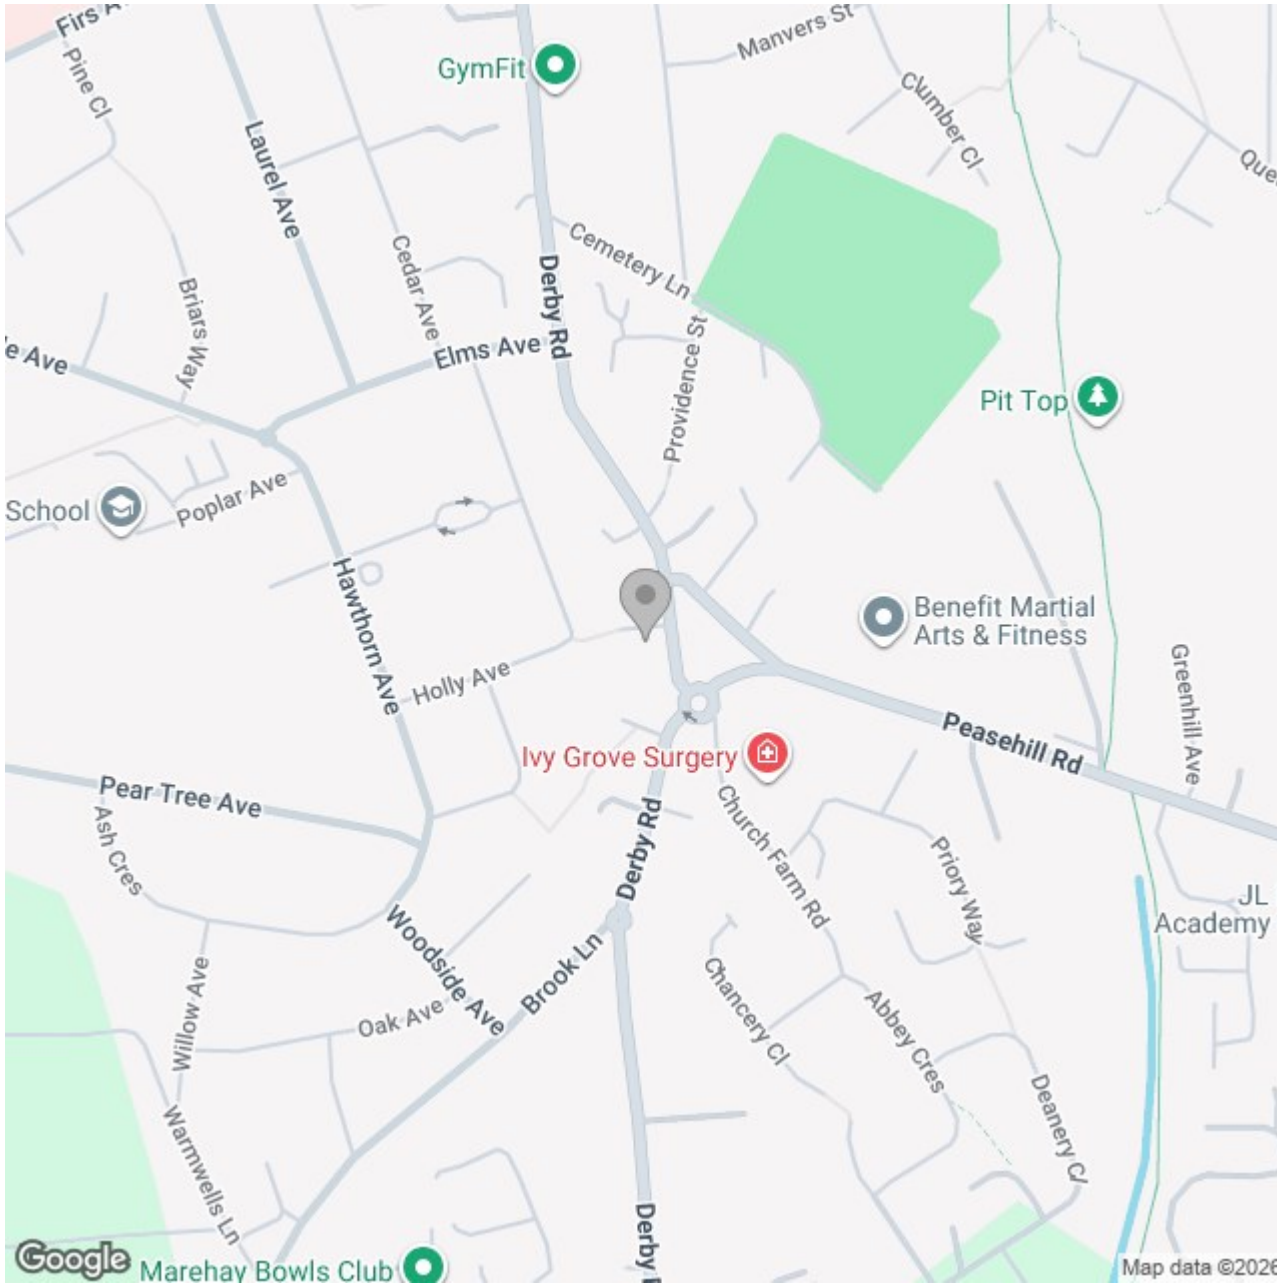 Firs A
Manvers St
GymFit
Pine Cl
Clumber Cl
Laurel Ave
Que
Cemetery Ln
Cedar Ave
Derby Rd
Briars Way
Providence St
e Ave
Elms Ave
Pit Top
Poplar Ave
School
Hawthorn Ave
Benefit Martial
Arts & Fitness
Holly Ave
Greenhill Ave
Peasehill Rd
Ivy Grove Surgery
Pear Tree Ave
Ash Cres
Church Farm Rd
Derby Rd
Priory Way
JL
Academy
Woodside Ave
Brook Ln
Willow Ave
Oak Ave
Chancery Cl
Abbey Cres
Deanery Cl
Warmwells Ln
Derby
Google
Marehay Bowls Club
Map data ©2026